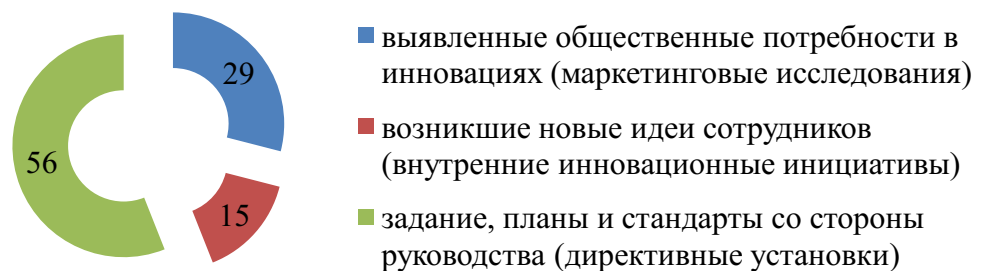 29
56
15
выявленные общественные потребности в
инновациях (маркетинговые исследования)
возникшие новые идеи сотрудников
(внутренние инновационные инициативы)
задание, планы и стандарты со стороны
руководства (директивные установки)